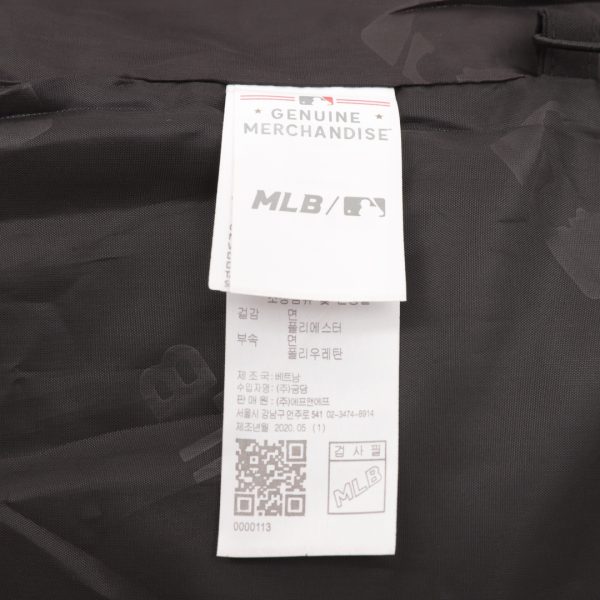 GENUINE
MERCHANDISE
MLB /
겉감 면
폴리에스터
부속 면
폴리우레탄
제조국 : 베트남
수입자명 : (주)공당
판매원 : (주)에프앤에프
서울시 강남구 언주로 541 02-3474-8914
제조년월 2020.05 (1)
검사필
MLB
0000113